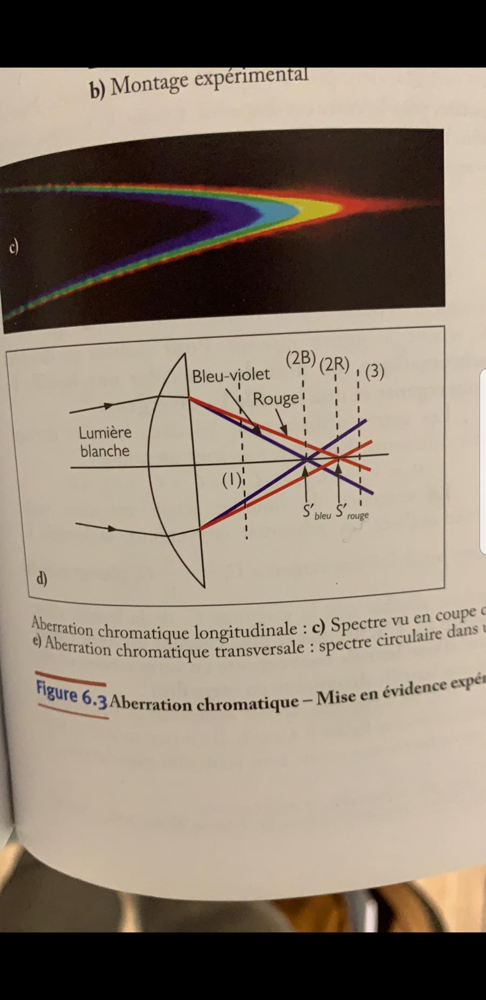 b) Montage expérimental
c)
(2B) (2R) (3)
Bleu-violet
Rouge
Lumière
blanche
(1)
S′bleu S′rouge
d)
Aberration chromatique longitudinale : c) Spectre vu en coupe
e) Aberration chromatique transversale : spectre circulaire dans
Figure 6.3 Aberration chromatique – Mise en évidence expér